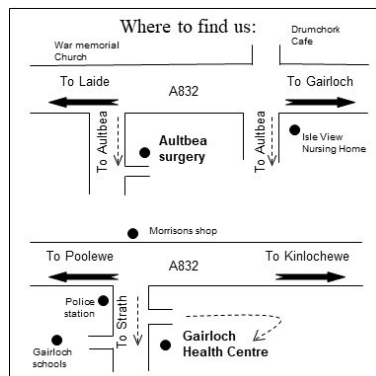 Where to find us:
Drumchork
Cafe
War memorial
Church
To Laide
A832
To Gairloch
To Aultbea
Aultbea
surgery
To Aultbea
Isle View
Nursing Home
Morrisons shop
To Poolewe
A832
To Kinlochewe
Police
station
To Strath
Gairloch
schools
Gairloch
Health Centre